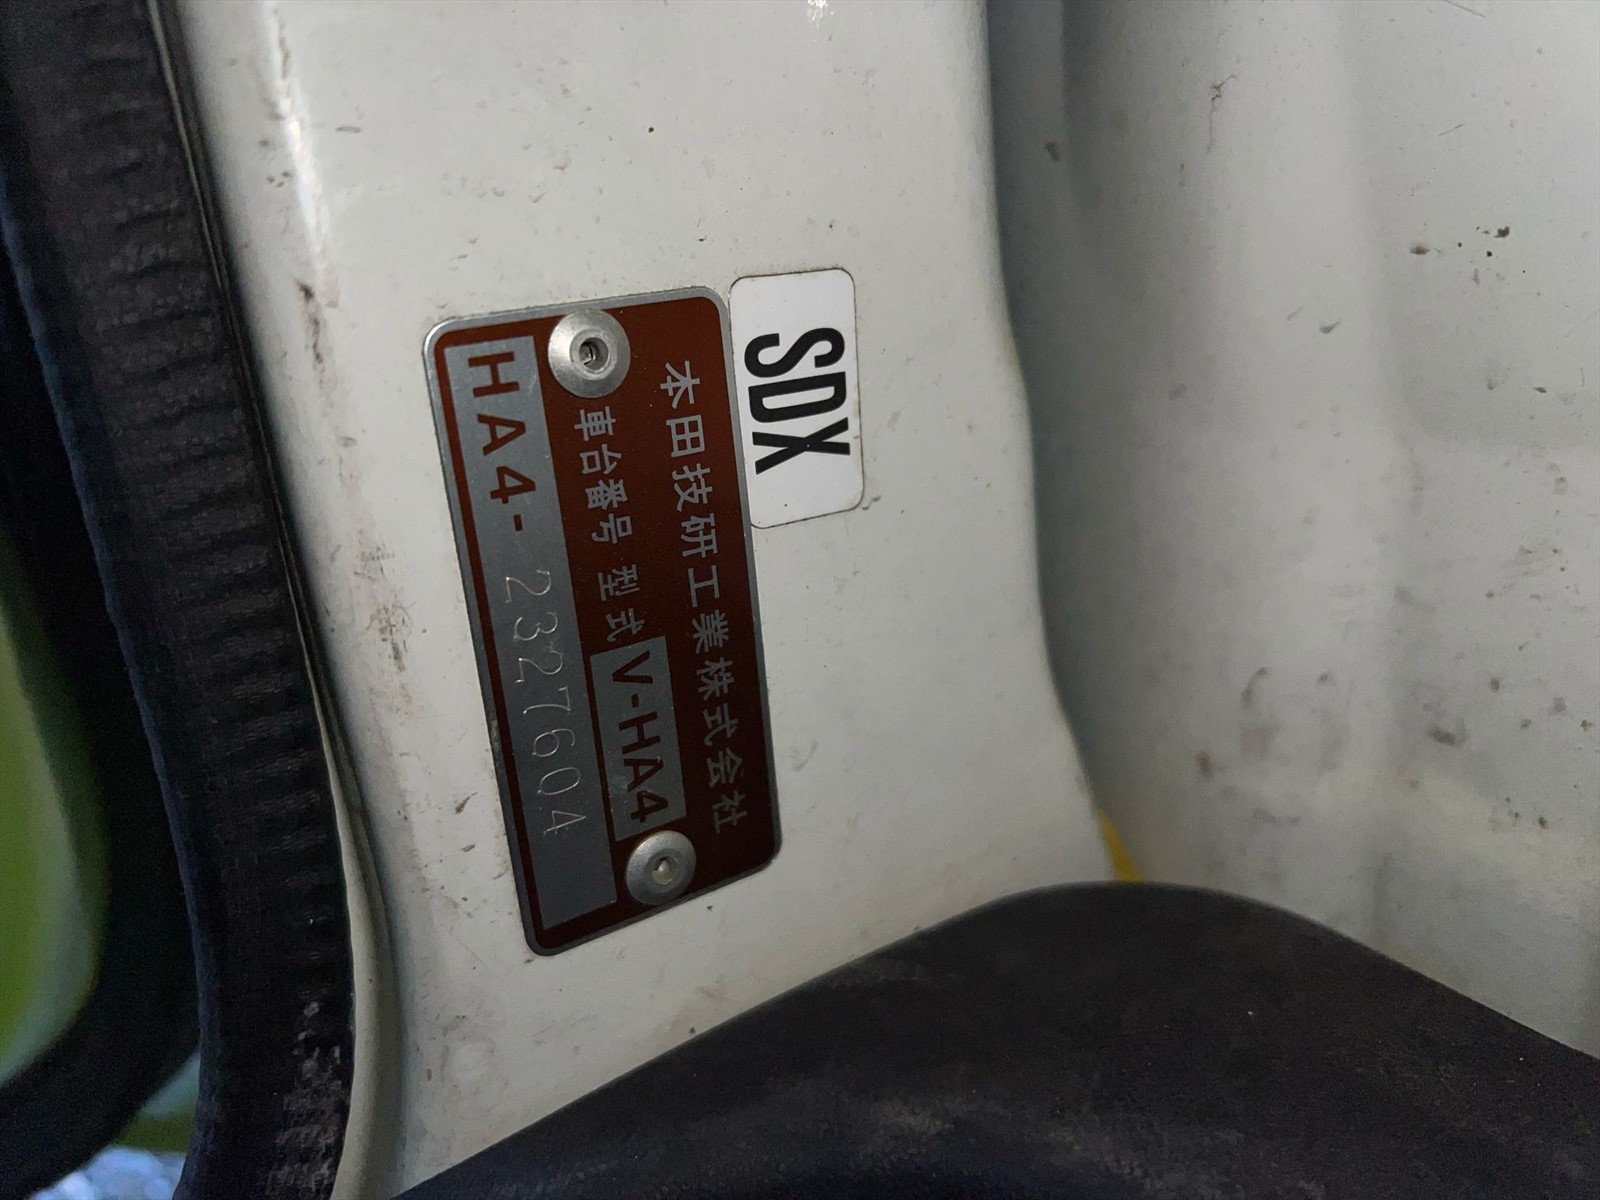 SDX
本田技研工業株式会社
車台番号 型式 V-HA4
HA4-2327604